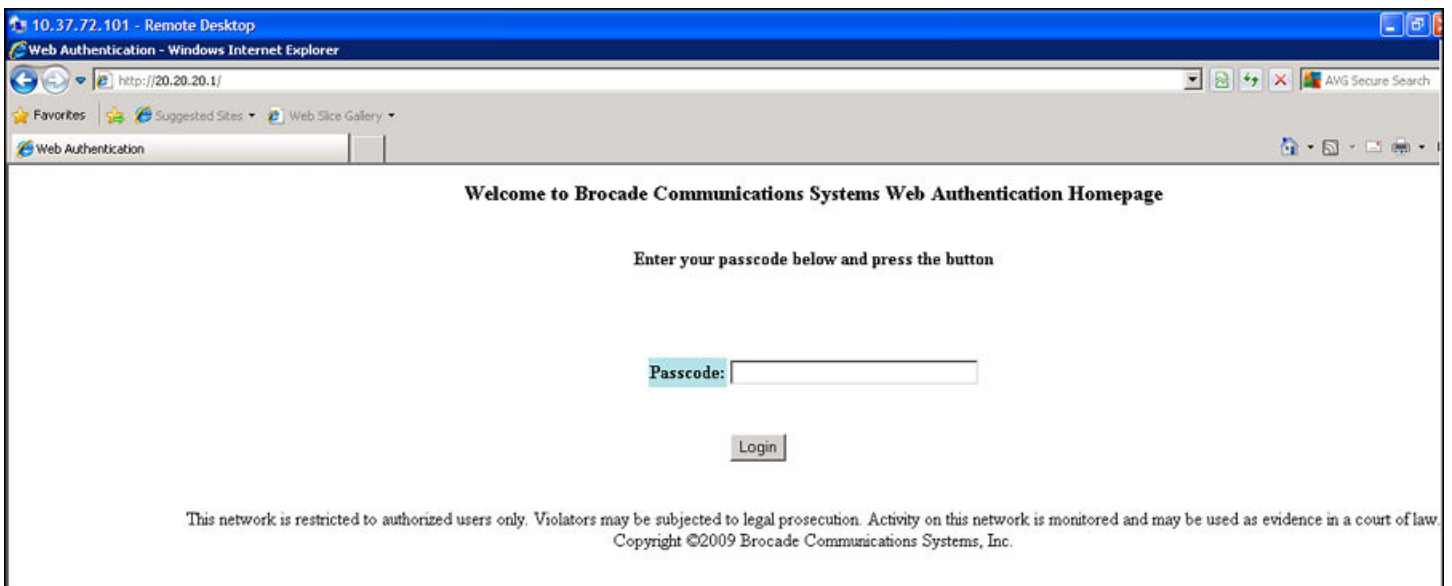 10.37.72.101 - Remote Desktop
Web Authentication - Windows Internet Explorer
http://20.20.20.1/
AVG Secure Search
Favorites Suggested Sites Web Slice Gallery
Web Authentication
Welcome to Brocade Communications Systems Web Authentication Homepage
Enter your passcode below and press the button
Passcode:
Login
This network is restricted to authorized users only. Violators may be subjected to legal prosecution. Activity on this network is monitored and may be used as evidence in a court of law.
Copyright ©2009 Brocade Communications Systems, Inc.